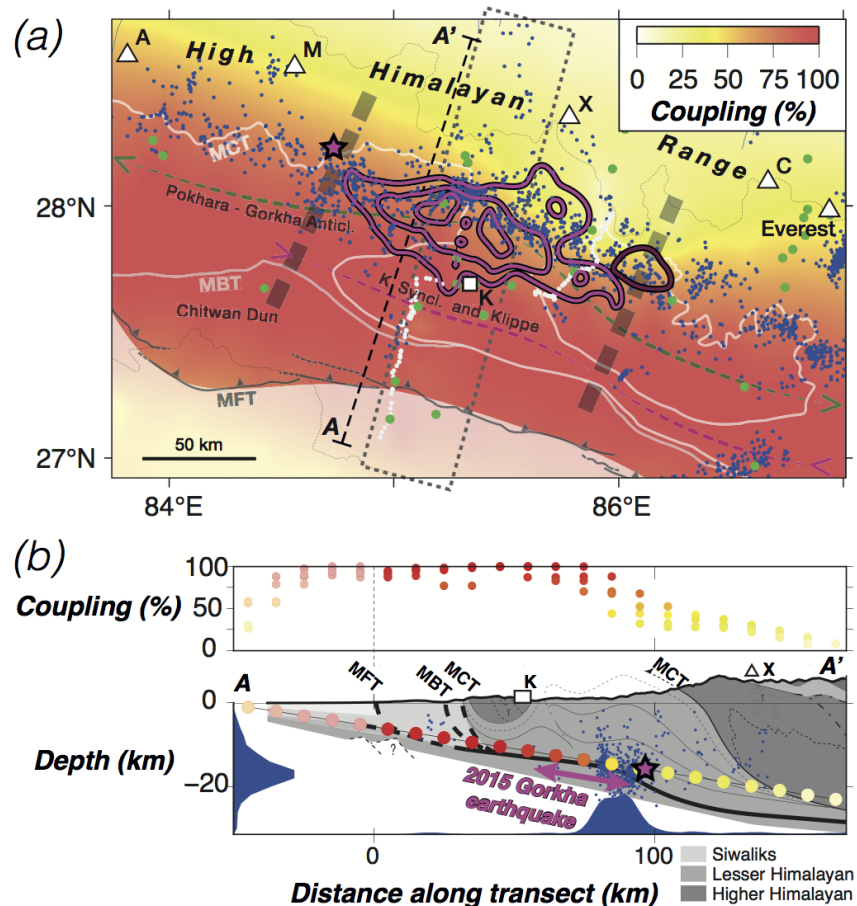 (a)
A
M
High Himalayan Range
A'
X
C
Everest
0 25 50 75 100
Coupling (%)
MCT
28°N
Pokhara - Gorkha Anticl.
MBT
Chitwan Dun
K
K. Syncl. and Klippe
MFT
A
50 km
27°N
84°E
86°E
(b)
100
Coupling (%)
50
0
A
MFT
MBT
MCT
K
MCT
X
A'
0
Depth (km)
-20
2015 Gorkha
earthquake
?
0
100
Distance along transect (km)
Siwaliks
Lesser Himalayan
Higher Himalayan